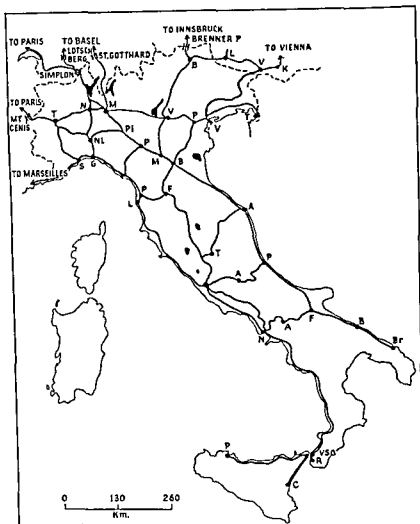 TO INNSBRUCK
BRENNER P
TO BASEL
LOTSCH
BERG
ST.GOTTHARD
TO PARIS
SIMPLON
TO VIENNA
L
B
V
K
TO PARIS
MT
CENIS
T
N
M
V
P
V
T
NL
Pi
P
M
B
TO MARSEILLES
S
G
P
F
L
A
T
A
P
F
B
Br
N
A
P
VSG
R
C
0 130 260
Km.